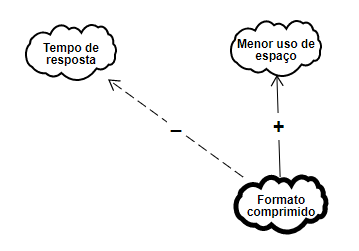 Tempo de
resposta
Menor uso de
espaço
–
+
Formato
comprimido